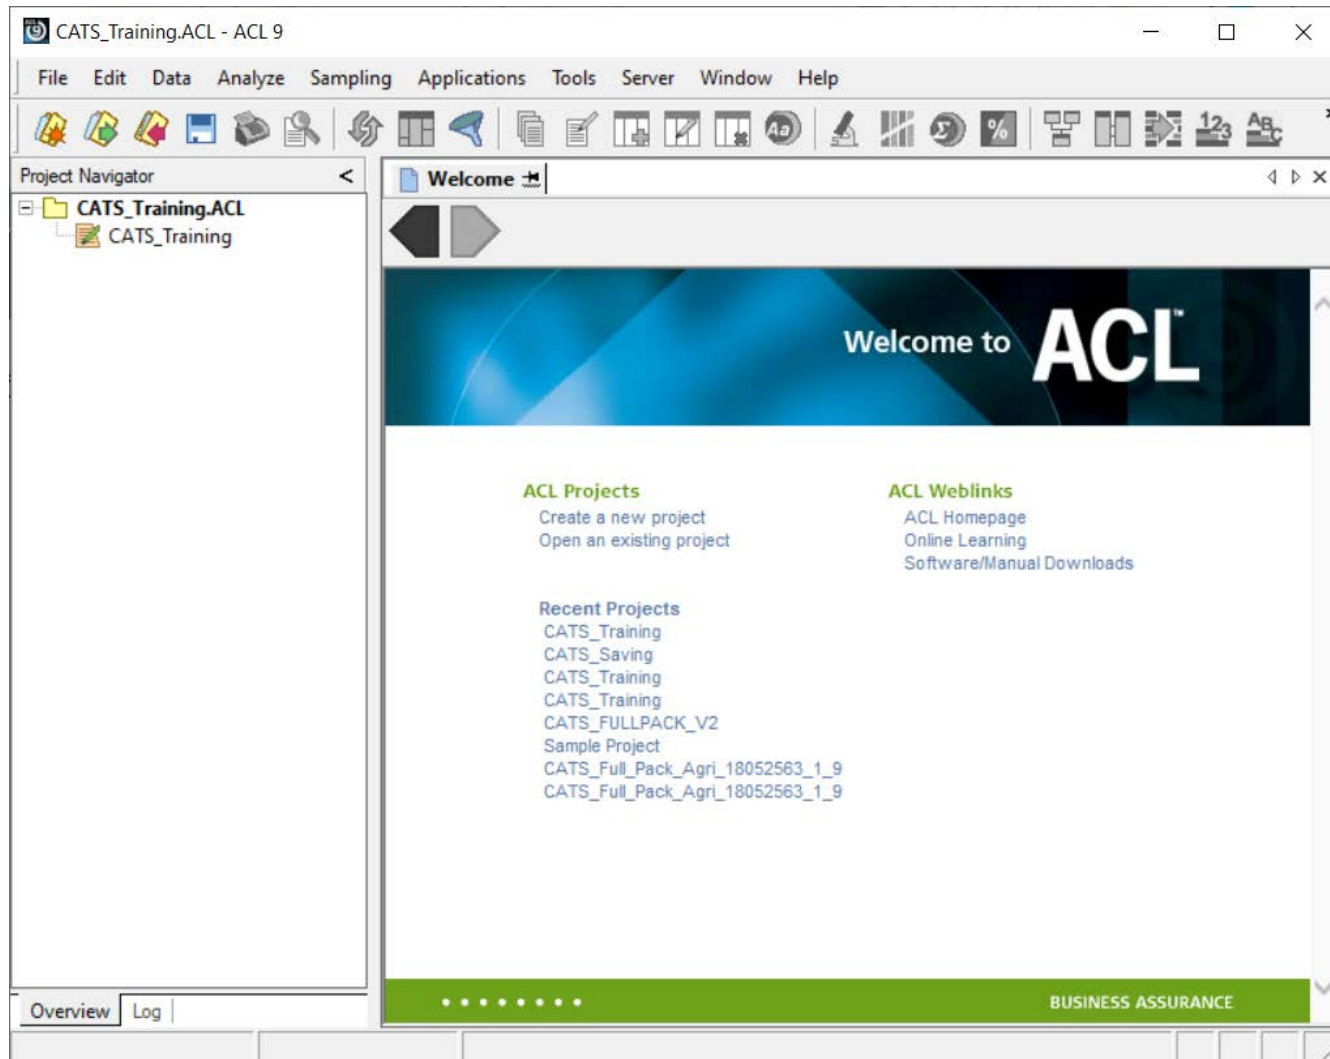 CATS_Training.ACL - ACL 9
File Edit Data Analyze Sampling Applications Tools Server Window Help
Project Navigator <
Welcome
CATS_Training.ACL
CATS_Training
Welcome to ACL™
ACL Projects
Create a new project
Open an existing project
Recent Projects
CATS_Training
CATS_Saving
CATS_Training
CATS_Training
CATS_FULLPACK_V2
Sample Project
CATS_Full_Pack_Agri_18052563_1_9
CATS_Full_Pack_Agri_18052563_1_9
ACL Weblinks
ACL Homepage
Online Learning
Software/Manual Downloads
BUSINESS ASSURANCE
Overview Log